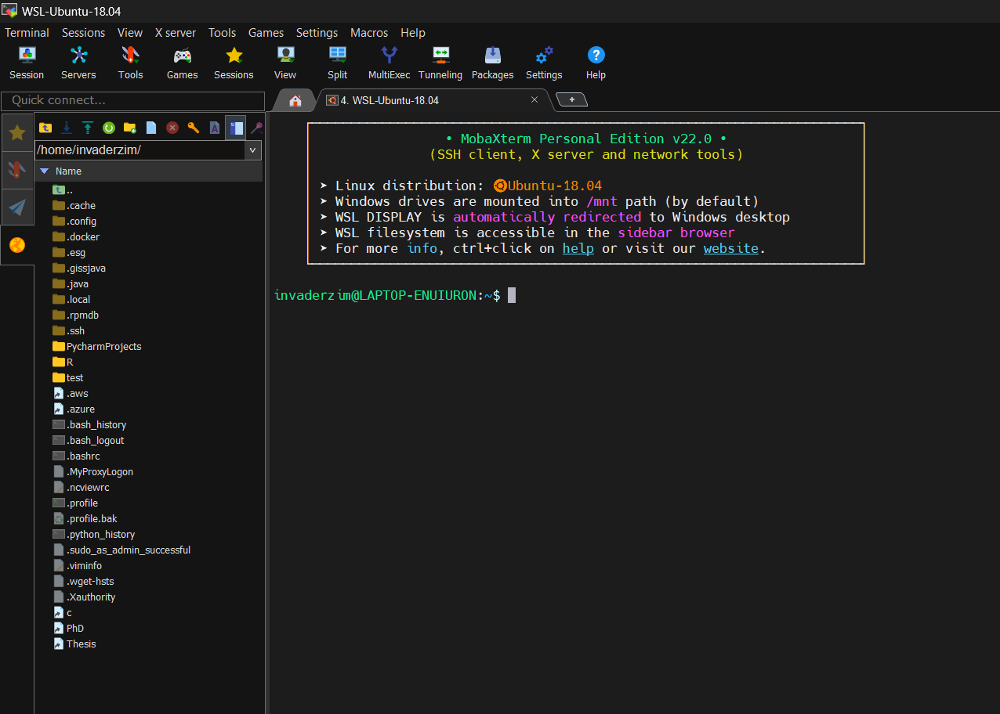 WSL-Ubuntu-18.04
Terminal Sessions View X server Tools Games Settings Macros Help
Session Servers Tools Games Sessions View Split MultiExec Tunneling Packages Settings Help
Quick connect...
4. WSL-Ubuntu-18.04
/home/invaderzim/
Name
..
.cache
.config
.docker
.esg
.gissjava
.java
.local
.rpmdb
.ssh
PycharmProjects
R
test
.aws
.azure
.bash_history
.bash_logout
.bashrc
.MyProxyLogon
.ncviewrc
.profile
.profile.bak
.python_history
.sudo_as_admin_successful
.viminfo
.wget-hsts
.Xauthority
c
PhD
Thesis
• MobaXterm Personal Edition v22.0 •
(SSH client, X server and network tools)
➤ Linux distribution: Ubuntu-18.04
➤ Windows drives are mounted into /mnt path (by default)
➤ WSL DISPLAY is automatically redirected to Windows desktop
➤ WSL filesystem is accessible in the sidebar browser
➤ For more info, ctrl+click on help or visit our website.
invaderzim@LAPTOP-ENUIURON:~$